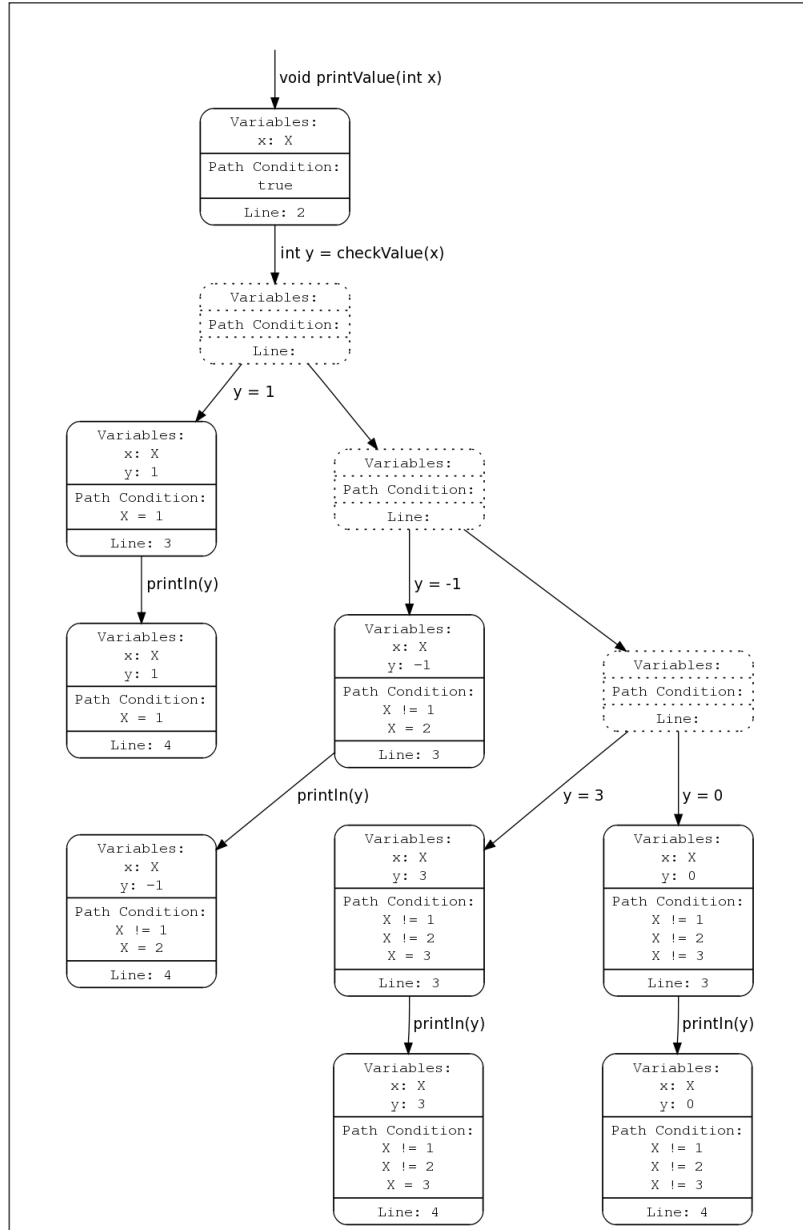 void printValue(int x)
Variables:
x: X
Path Condition:
true
Line: 2
int y = checkValue(x)
Variables:
Path Condition:
Line:
y = 1
Variables:
x: X
y: 1
Path Condition:
X = 1
Line: 3
Variables:
Path Condition:
Line:
println(y)
y = -1
Variables:
x: X
y: 1
Path Condition:
X = 1
Line: 4
Variables:
x: X
y: −1
Path Condition:
X != 1
X = 2
Line: 3
Variables:
Path Condition:
Line:
println(y)
y = 3
y = 0
Variables:
x: X
y: −1
Path Condition:
X != 1
X = 2
Line: 4
Variables:
x: X
y: 3
Path Condition:
X != 1
X != 2
X = 3
Line: 3
Variables:
x: X
y: 0
Path Condition:
X != 1
X != 2
X != 3
Line: 3
println(y)
println(y)
Variables:
x: X
y: 3
Path Condition:
X != 1
X != 2
X = 3
Line: 4
Variables:
x: X
y: 0
Path Condition:
X != 1
X != 2
X != 3
Line: 4